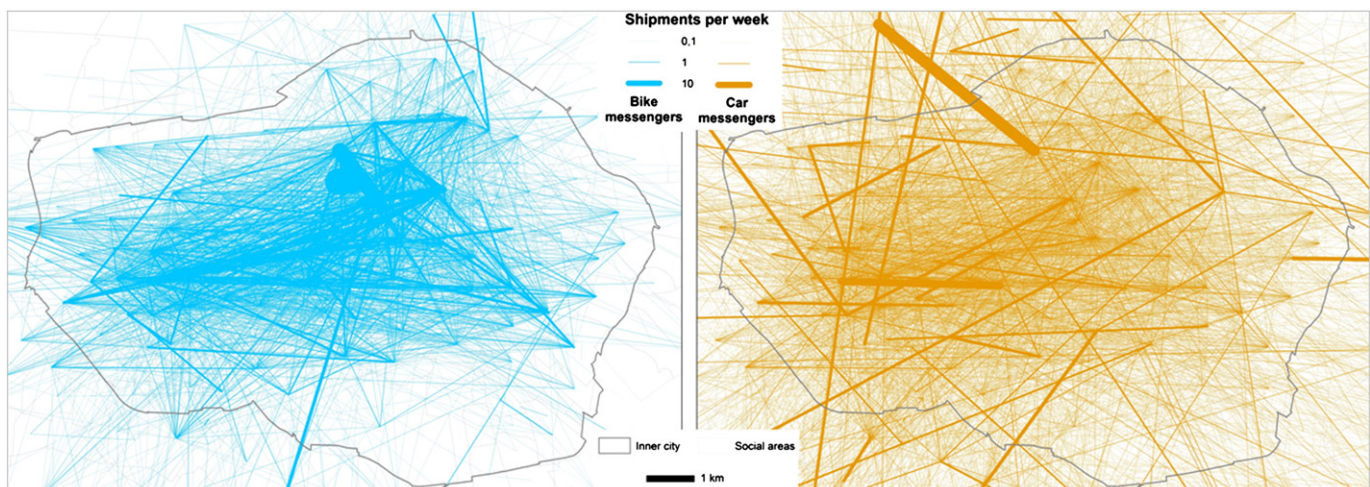 Shipments per week
0,1
1
10
Bike
messengers
Car
messengers
Inner city
Social areas
1 km